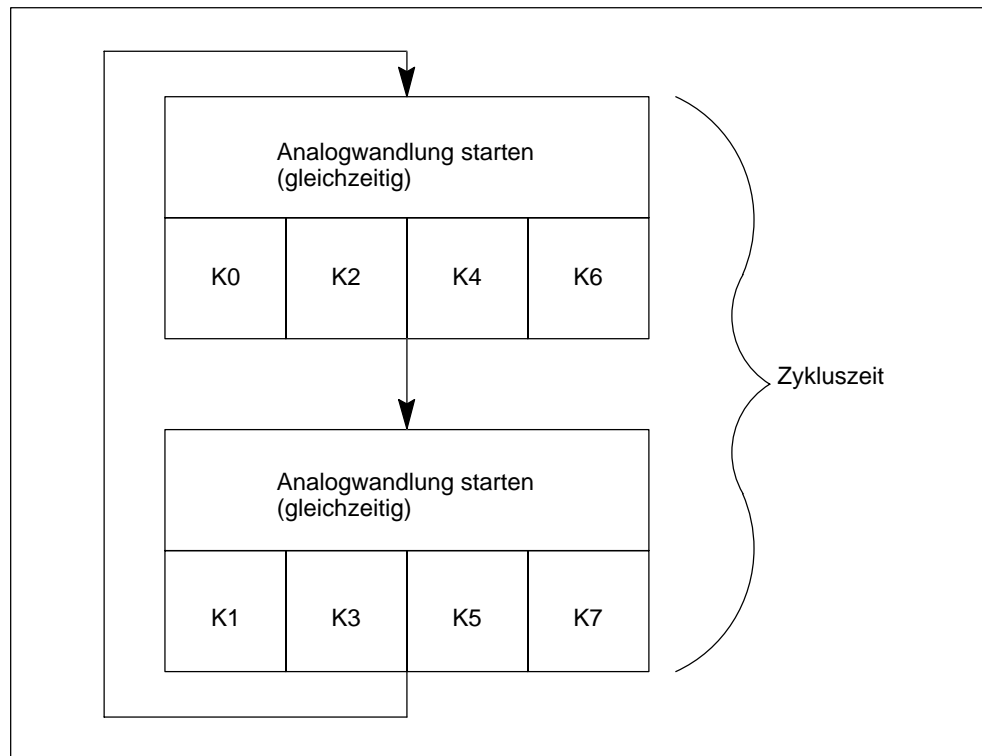 Analogwandlung starten
(gleichzeitig)
K0 K2 K4 K6
Zykluszeit
Analogwandlung starten
(gleichzeitig)
K1 K3 K5 K7